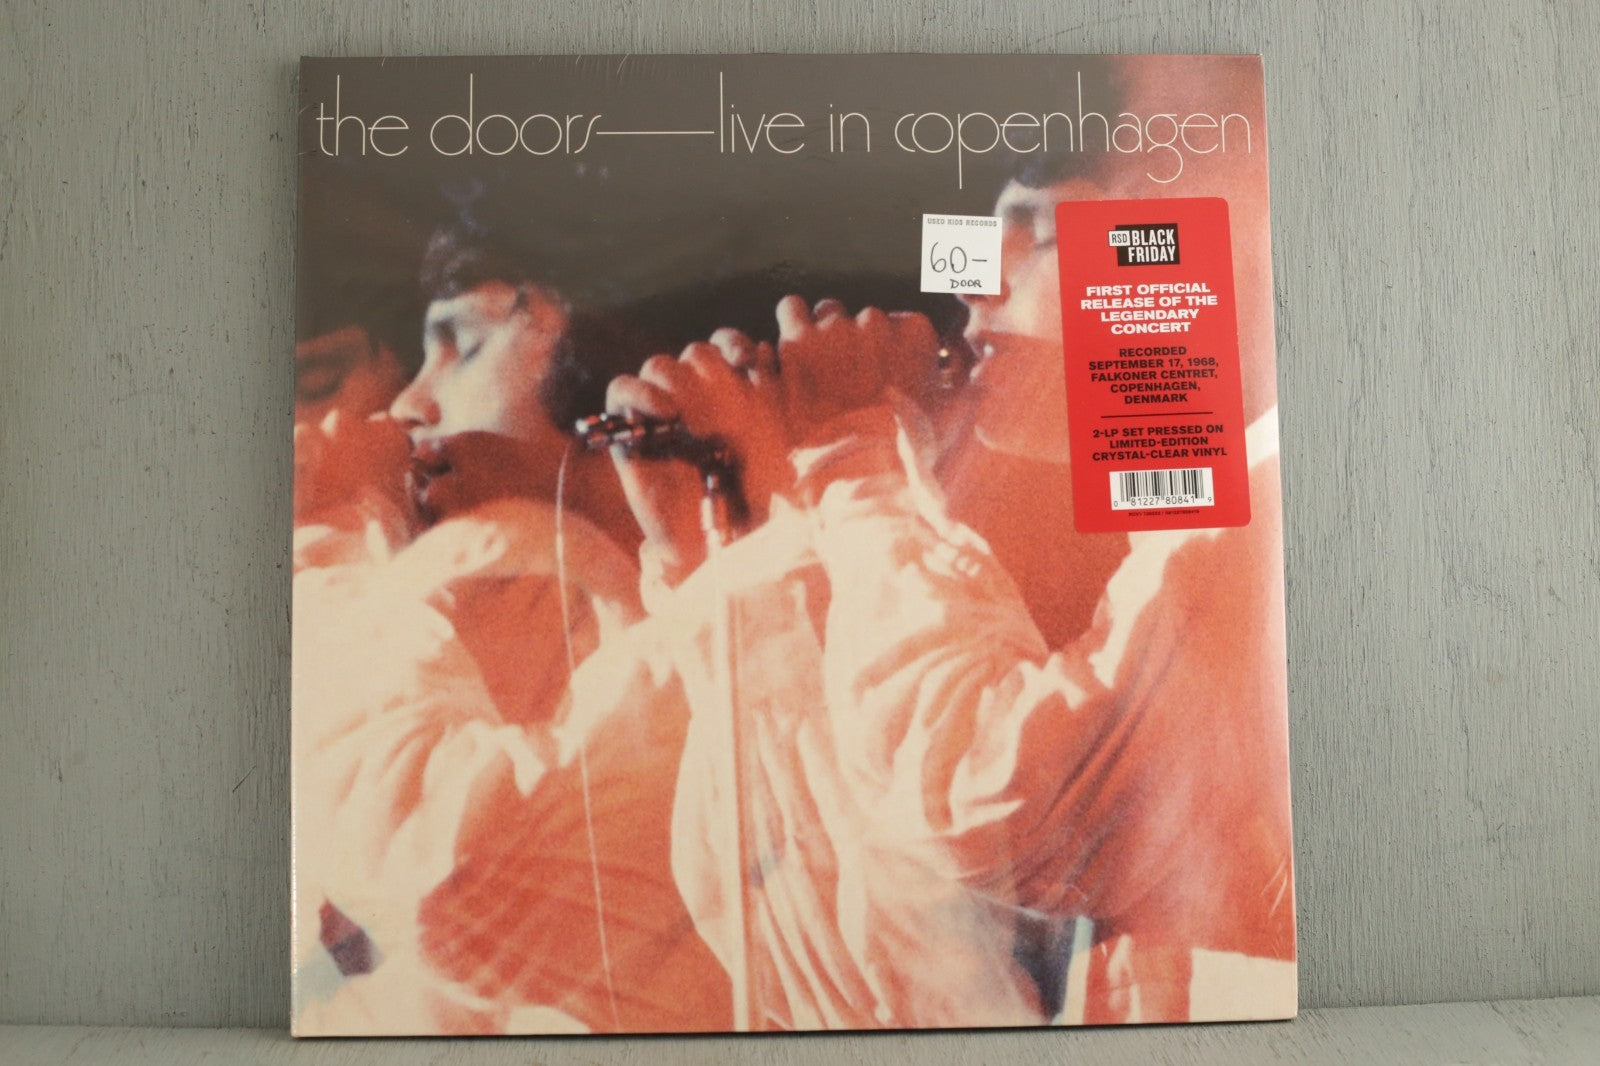 the doors—live in copenhagen
USED KIDS RECORDS
60-
DOOR
RSD BLACK
FRIDAY
FIRST OFFICIAL
RELEASE OF THE
LEGENDARY
CONCERT
RECORDED
SEPTEMBER 17, 1968,
FALKONER CENTRET,
COPENHAGEN,
DENMARK
2-LP SET PRESSED ON
LIMITED-EDITION
CRYSTAL-CLEAR VINYL
0 81227 80841 9